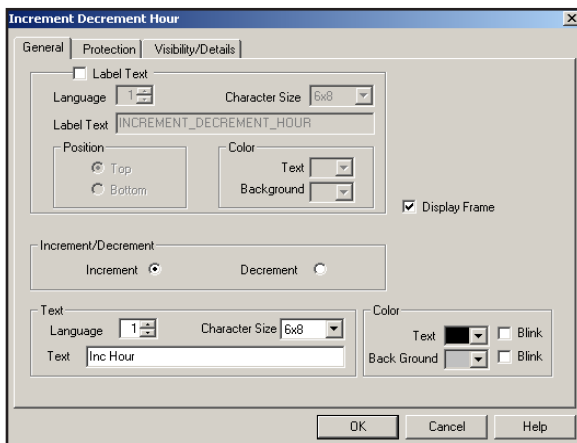 Increment Decrement Hour
General Protection Visibility/Details
Label Text
Language 1 Character Size 6x8
Label Text INCREMENT_DECREMENT_HOUR
Position Color
Top Text
Bottom Background
Display Frame
Increment/Decrement
Increment Decrement
Text Color
Language 1 Character Size 6x8 Text Blink
Text Inc Hour Back Ground Blink
OK Cancel Help